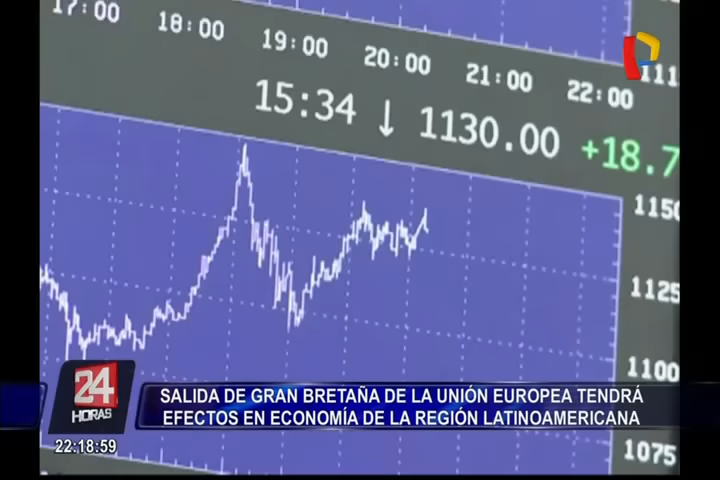 17:00 18:00 19:00 20:00 21:00 22:00
111
15:34 ↓ 1130.00 +18.7
1150
1125
1100
24
HORAS
SALIDA DE GRAN BRETAÑA DE LA UNIÓN EUROPEA TENDRÁ
EFECTOS EN ECONOMÍA DE LA REGIÓN LATINOAMERICANA
22:18:59
1075